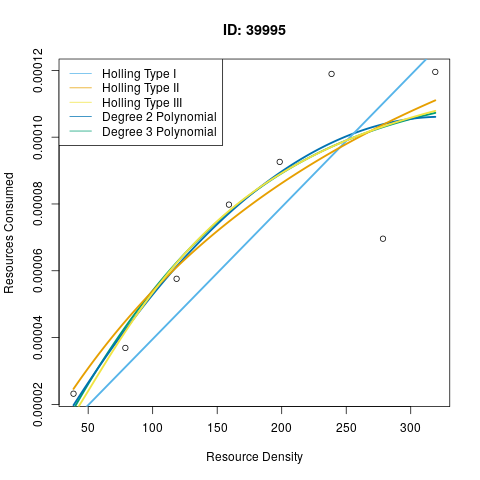 ID: 39995
Holling Type I
Holling Type II
Holling Type III
Degree 2 Polynomial
Degree 3 Polynomial
Resources Consumed
0.00012
0.00010
0.00008
0.00006
0.00004
0.00002
50 100 150 200 250 300
Resource Density